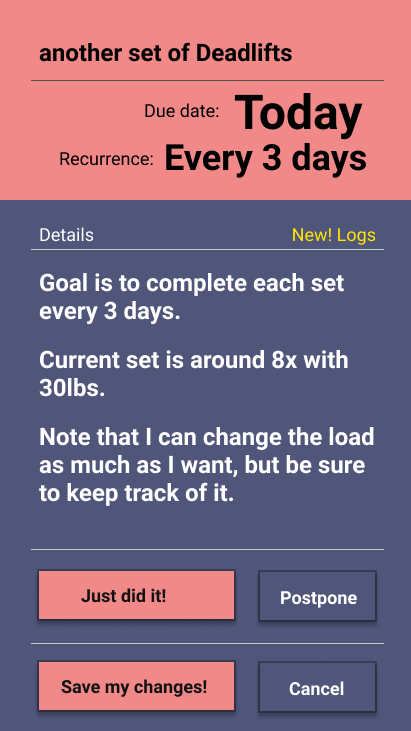 another set of Deadlifts
Due date: Today
Recurrence: Every 3 days
Details New! Logs
Goal is to complete each set
every 3 days.
Current set is around 8x with
30lbs.
Note that I can change the load
as much as I want, but be sure
to keep track of it.
Just did it! Postpone
Save my changes! Cancel